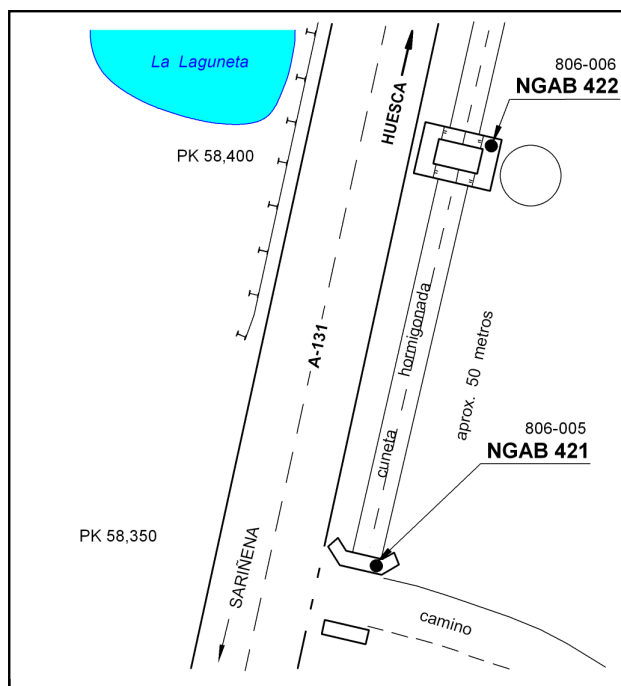 La Laguneta
HUESCA
806-006
NGAB 422
PK 58,400
A-131
cuneta hormigonada
aprox. 50 metros
806-005
NGAB 421
PK 58,350
SARIÑENA
camino